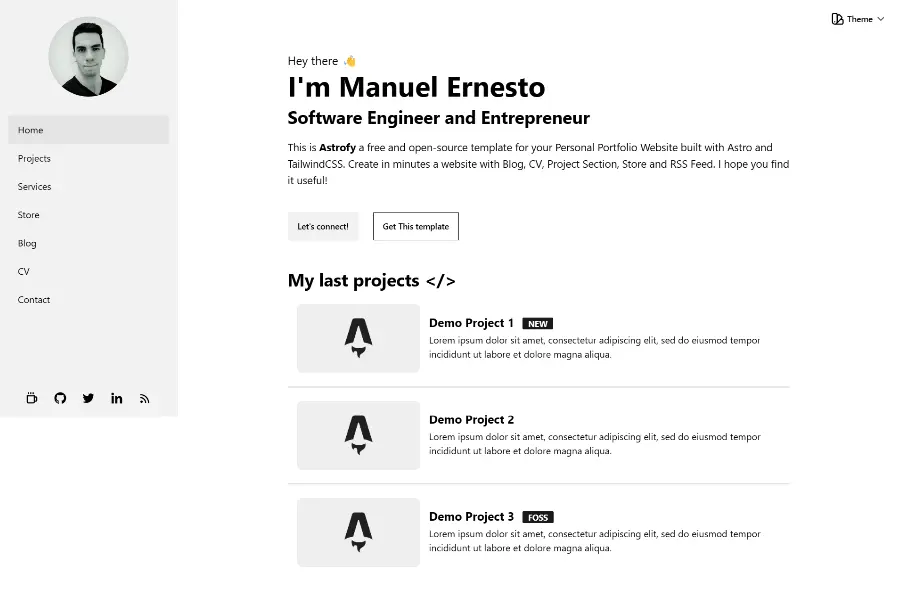 Theme
Home
Projects
Services
Store
Blog
CV
Contact
Hey there 👋
I'm Manuel Ernesto
Software Engineer and Entrepreneur
This is Astrofy a free and open-source template for your Personal Portfolio Website built with Astro and
TailwindCSS. Create in minutes a website with Blog, CV, Project Section, Store and RSS Feed. I hope you find
it useful!
Let's connect!
Get This template
My last projects </>
Demo Project 1 NEW
Lorem ipsum dolor sit amet, consectetur adipiscing elit, sed do eiusmod tempor
incididunt ut labore et dolore magna aliqua.
Demo Project 2
Lorem ipsum dolor sit amet, consectetur adipiscing elit, sed do eiusmod tempor
incididunt ut labore et dolore magna aliqua.
Demo Project 3 FOSS
Lorem ipsum dolor sit amet, consectetur adipiscing elit, sed do eiusmod tempor
incididunt ut labore et dolore magna aliqua.